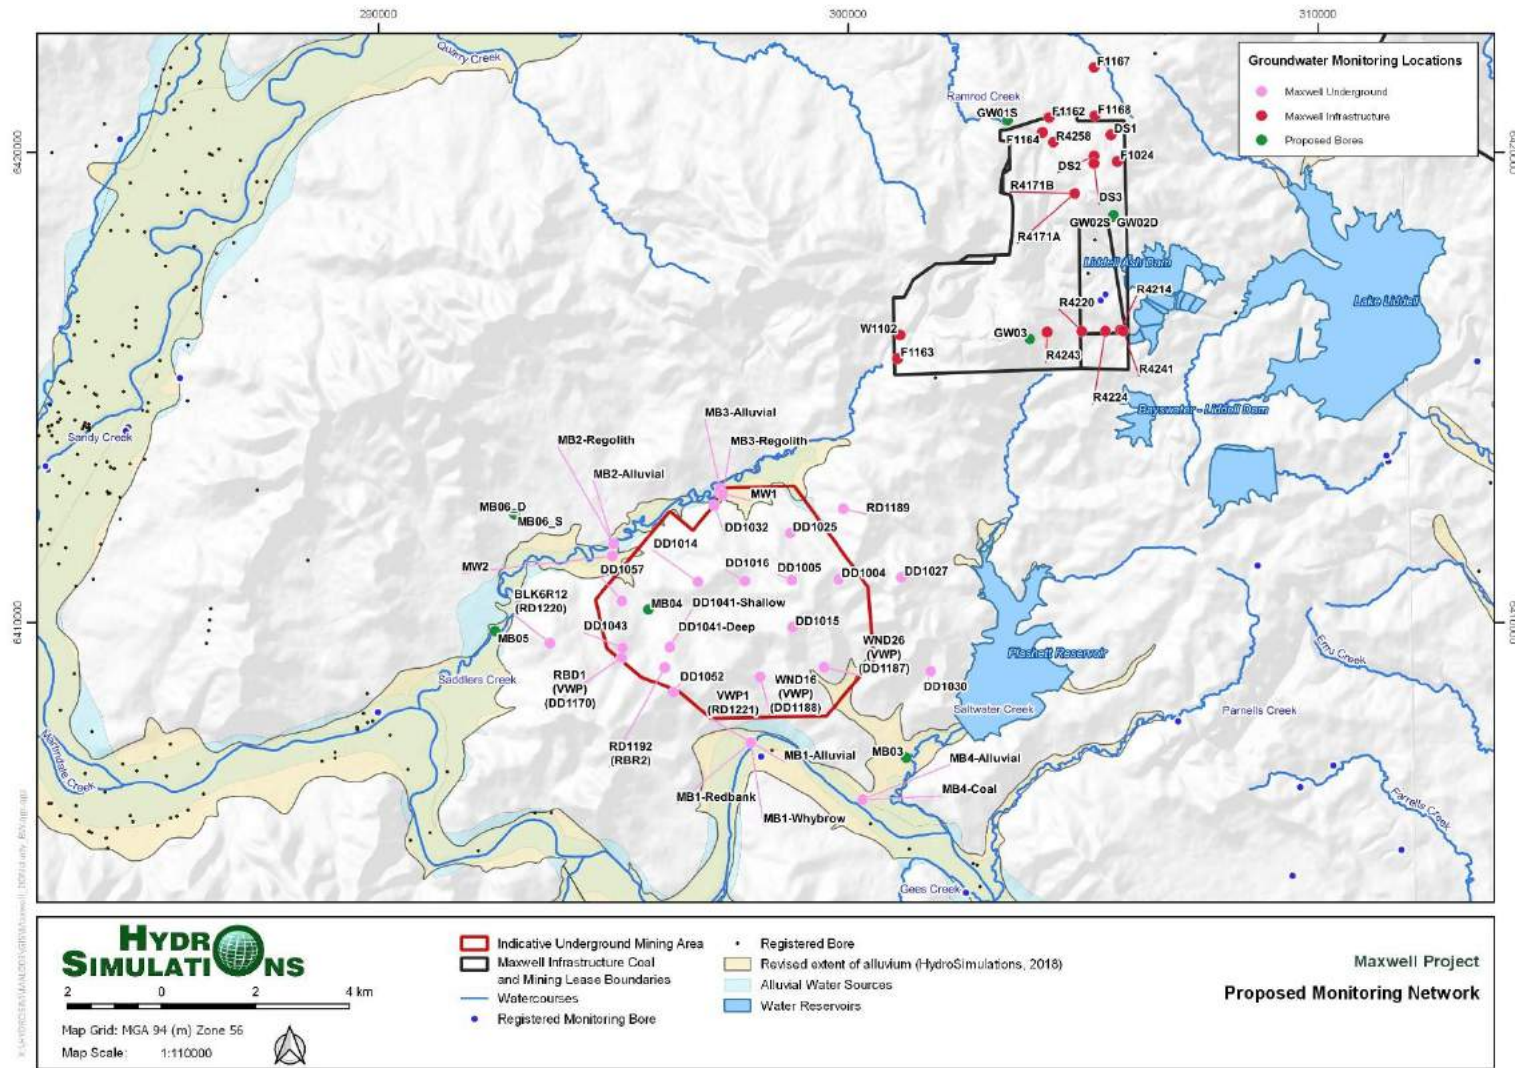 290000
300000
310000
6420000
6420000
6410000
6410000
Quarry Creek
Ramrod Creek
GW01S
F1167
F1162
F1168
F1164
R4258
DS1
DS2
F1024
R4171B
DS3
GW02S
GW02D
R4171A
Liddell Ash Dam
R4214
R4220
Lake Liddell
W1102
GW03
F1163
R4243
R4241
R4224
Bayswater - Liddell Dam
Groundwater Monitoring Locations
Maxwell Underground
Maxwell Infrastructure
Proposed Bores
Sandy Creek
MB3-Alluvial
MB2-Regolith
MB3-Regolith
MB2-Alluvial
MW1
MB06_D
MB06_S
RD1189
DD1032
DD1025
DD1014
MW2
DD1057
DD1016
DD1005
DD1004
DD1027
BLK6R12
(RD1220)
MB04
DD1041-Shallow
MB05
DD1043
DD1041-Deep
DD1015
WND26
(VWP)
(DD1187)
Plashett Reservoir
Emu Creek
Saddlers Creek
RBD1
(VWP)
(DD1170)
DD1052
VWP1
(RD1221)
WND16
(VWP)
(DD1188)
DD1030
Saltwater Creek
Parnells Creek
Martindale Creek
RD1192
(RBR2)
MB1-Alluvial
MB03
MB4-Alluvial
MB1-Redbank
MB4-Coal
MB1-Whybrow
Farrells Creek
Gees Creek
HYDRO
SIMULATIONS
2 0 2 4 km
Map Grid: MGA 94 (m) Zone 56
Map Scale: 1:110000
Indicative Underground Mining Area
Maxwell Infrastructure Coal
and Mining Lease Boundaries
Watercourses
Registered Monitoring Bore
Registered Bore
Revised extent of alluvium (HydroSimulations, 2018)
Alluvial Water Sources
Water Reservoirs
Maxwell Project
Proposed Monitoring Network